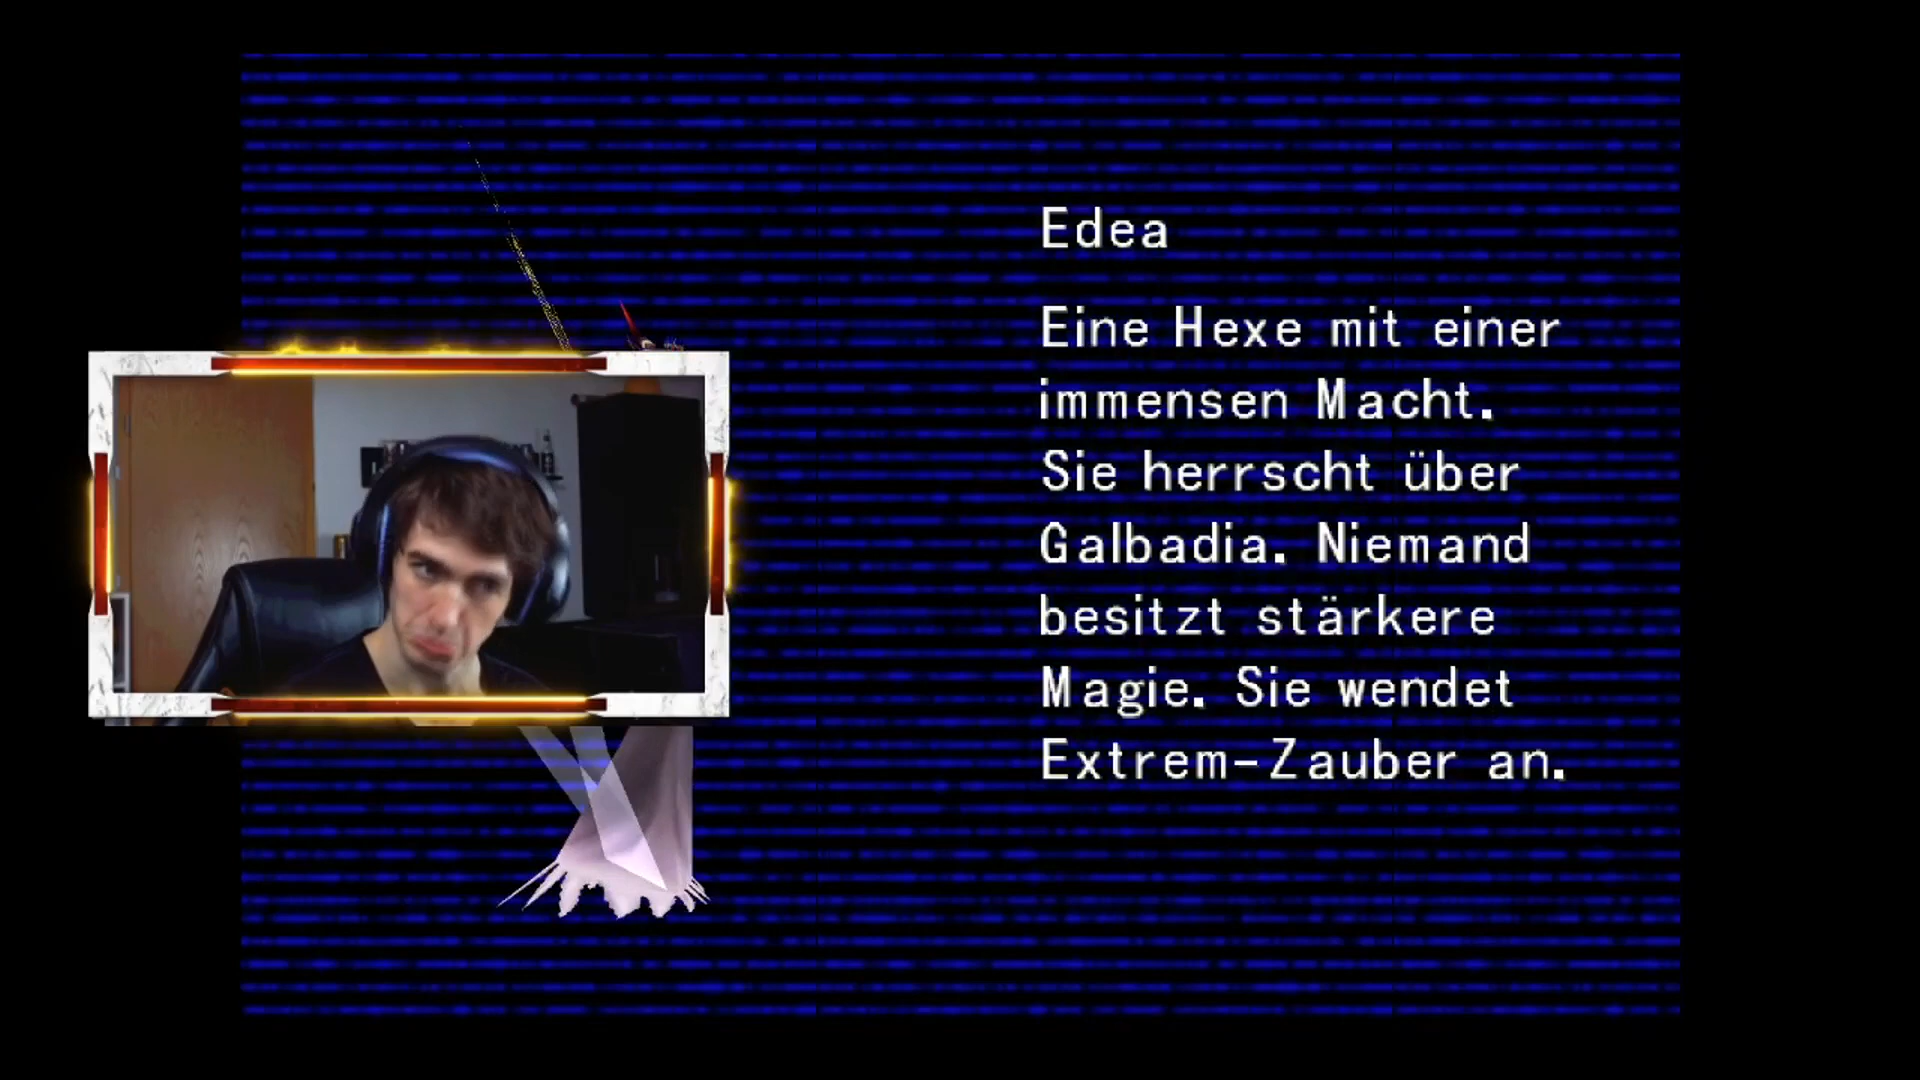 Edea
Eine Hexe mit einer
immensen Macht.
Sie herrscht über
Galbadia. Niemand
besitzt stärkere
Magie. Sie wendet
Extrem-Zauber an.